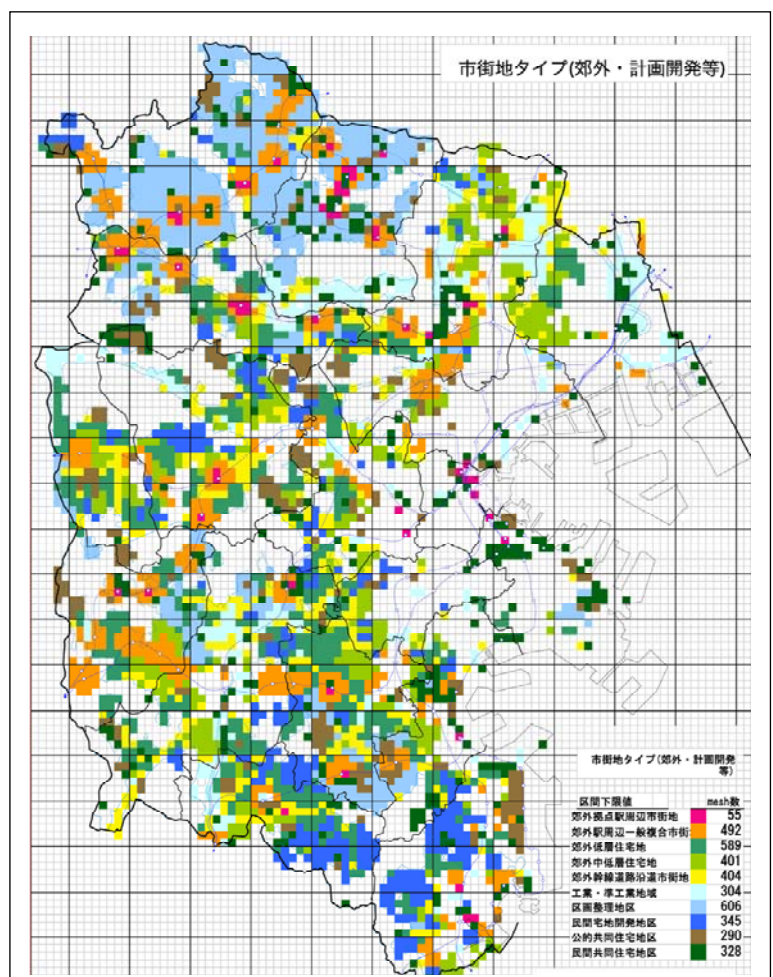 市街地タイプ(郊外・計画開発等)
市街地タイプ(郊外・計画開発
等)
区間下限値 mesh数
郊外拠点駅周辺市街地 55
郊外駅周辺一般複合市街 492
郊外低層住宅地 589
郊外中低層住宅地 401
郊外幹線道路沿道市街地 404
工業・準工業地域 304
区画整理地区 606
民間宅地開発地区 345
公的共同住宅地区 290
民間共同住宅地区 328